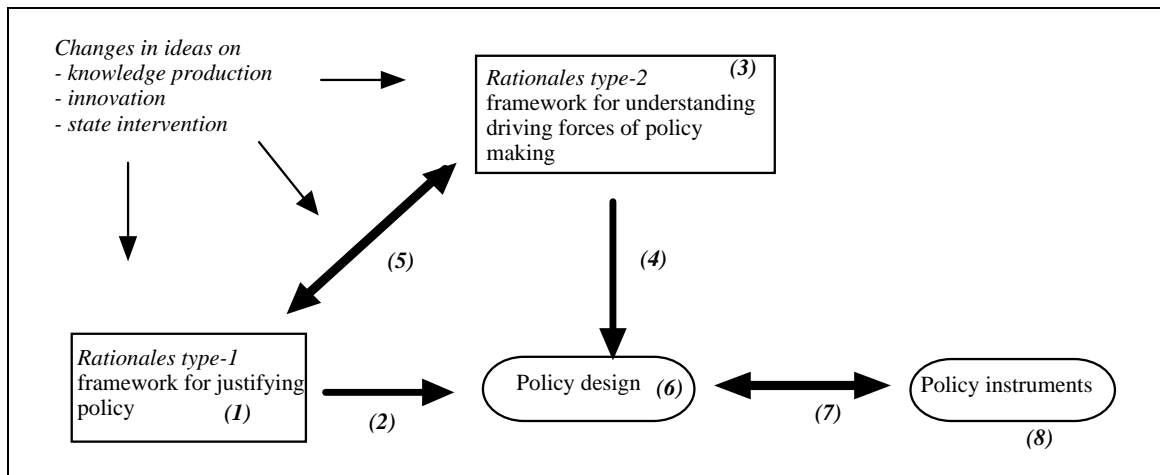 Changes in ideas on
- knowledge production
- innovation
- state intervention
(3)
Rationales type-2
framework for understanding
driving forces of policy
making
(5)
(4)
Rationales type-1
framework for justifying
policy
(1)
(2)
Policy design
(6)
(7)
Policy instruments
(8)